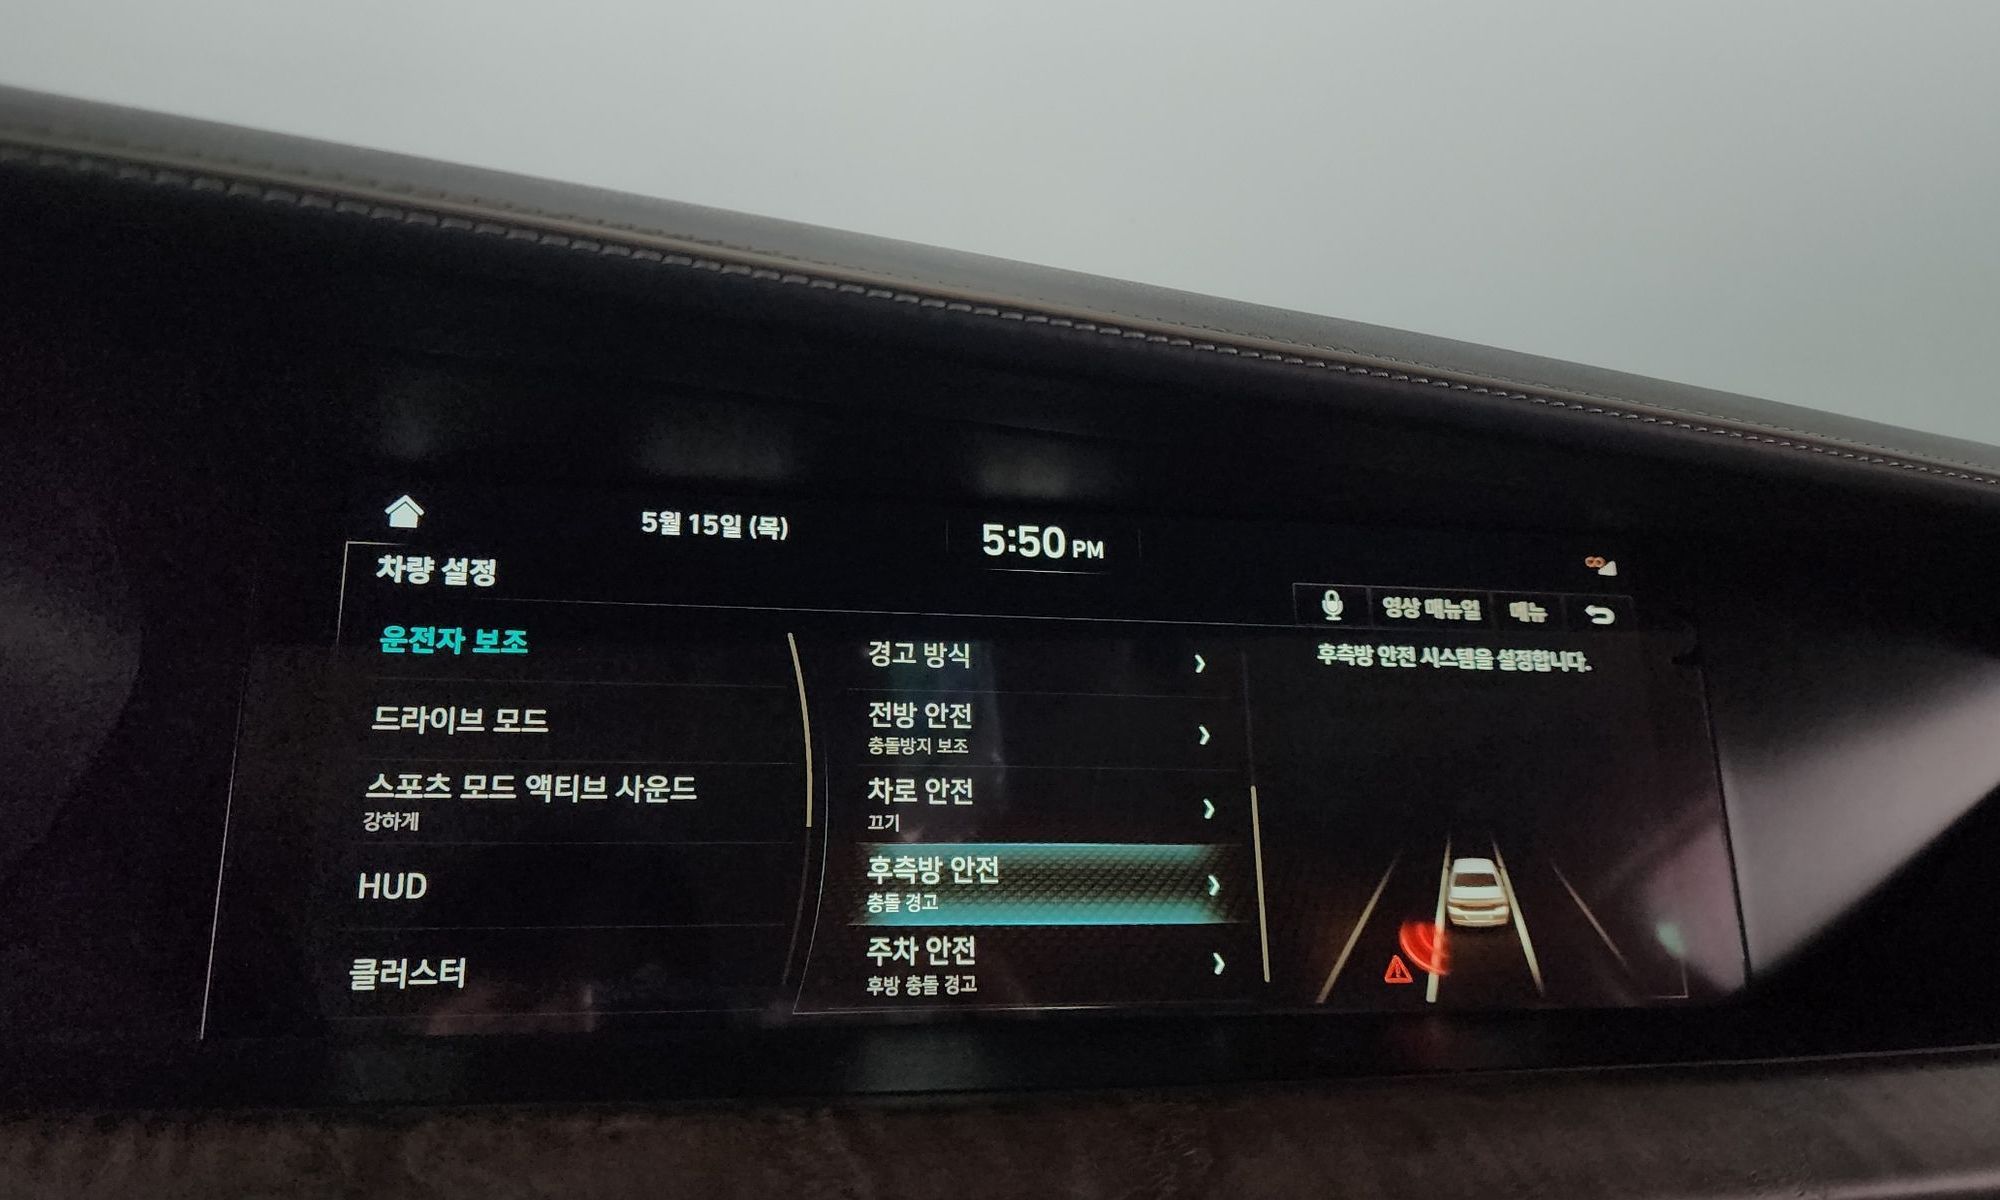 5월 15일 (목)
5:50 PM
차량 설정
영상 매뉴얼
메뉴
운전자 보조
드라이브 모드
스포츠 모드 액티브 사운드
강하게
HUD
클러스터
경고 방식
전방 안전
충돌방지 보조
차로 안전
끄기
후측방 안전
충돌 경고
주차 안전
후방 충돌 경고
후측방 안전 시스템을 설정합니다.